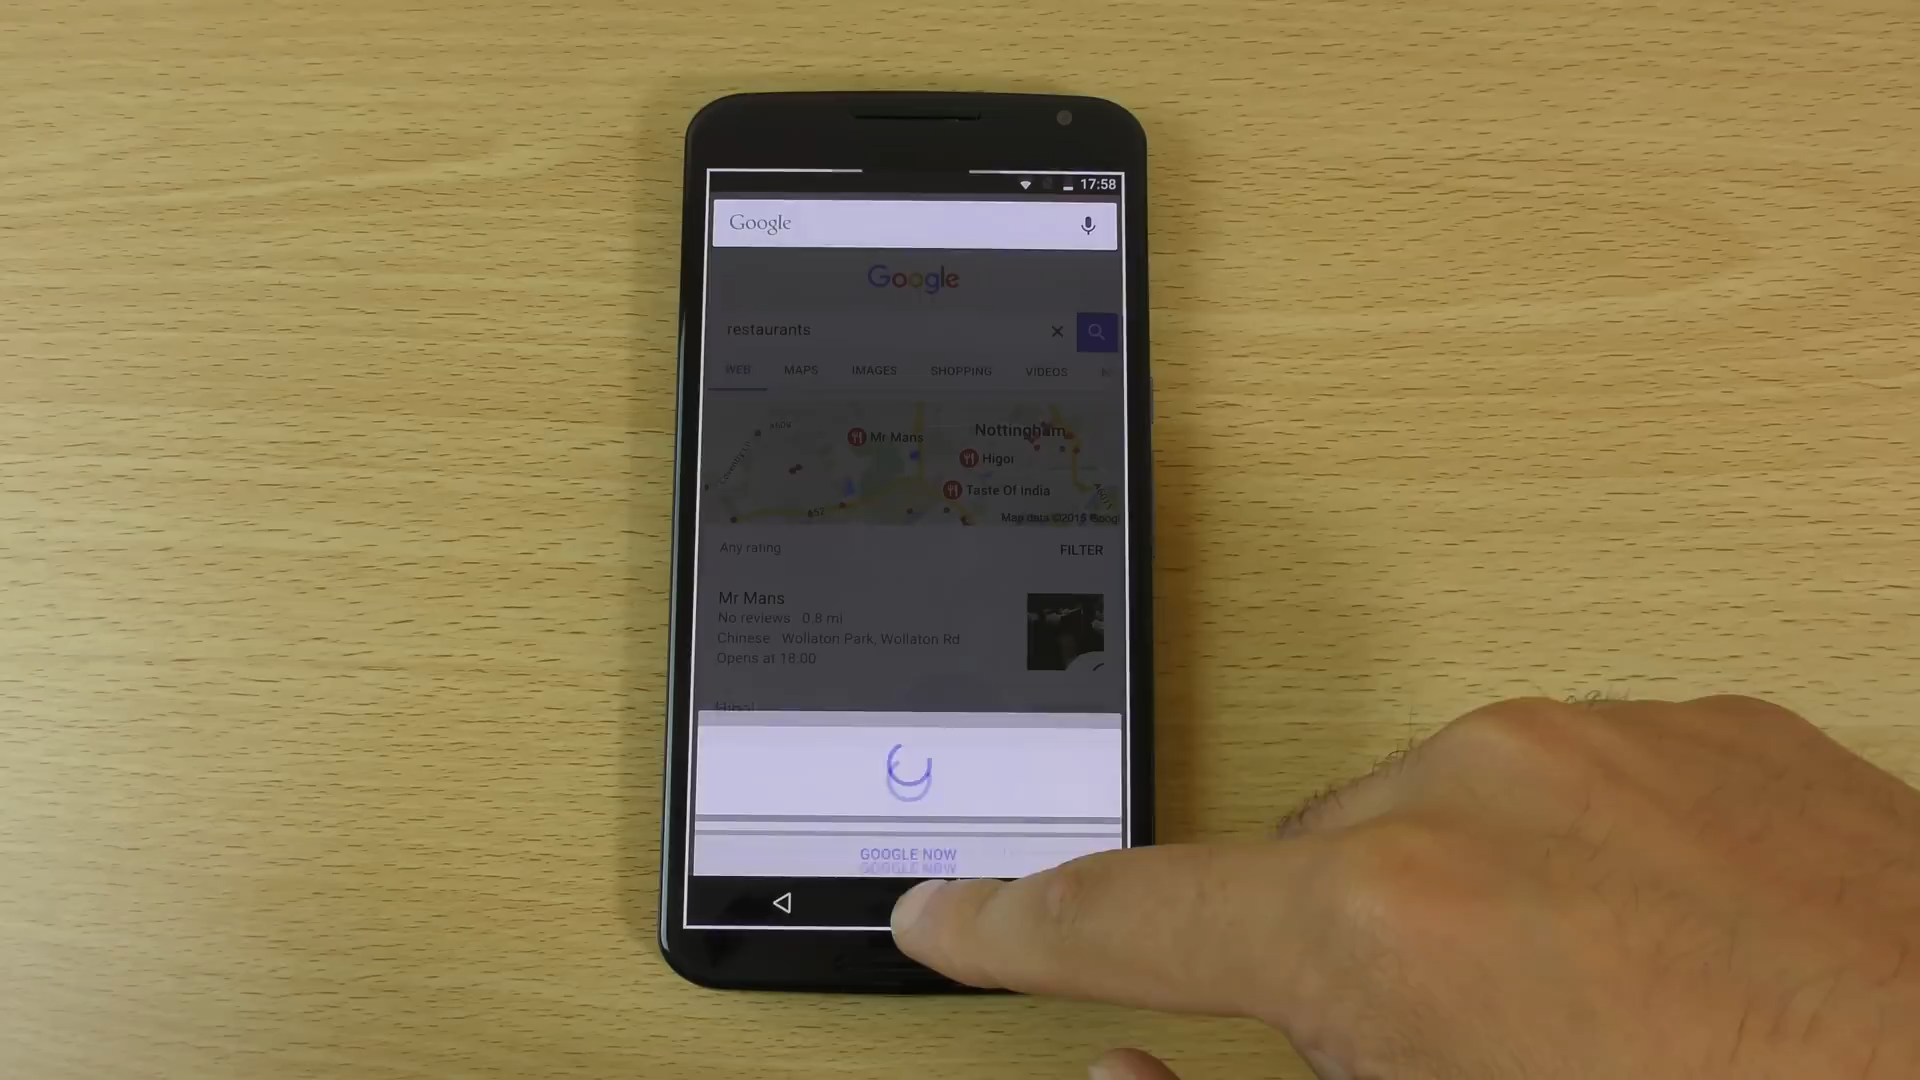 17:58
Google
Google
restaurants
WEB MAPS IMAGES SHOPPING VIDEOS
Mr Mans
Nottingham
Higoi
Taste Of India
A52
Map data ©2015 Goog
Any rating
FILTER
Mr Mans
No reviews 0.8 mi
Chinese Wollaton Park, Wollaton Rd
Opens at 18:00
Higoi
GOOGLE NOW